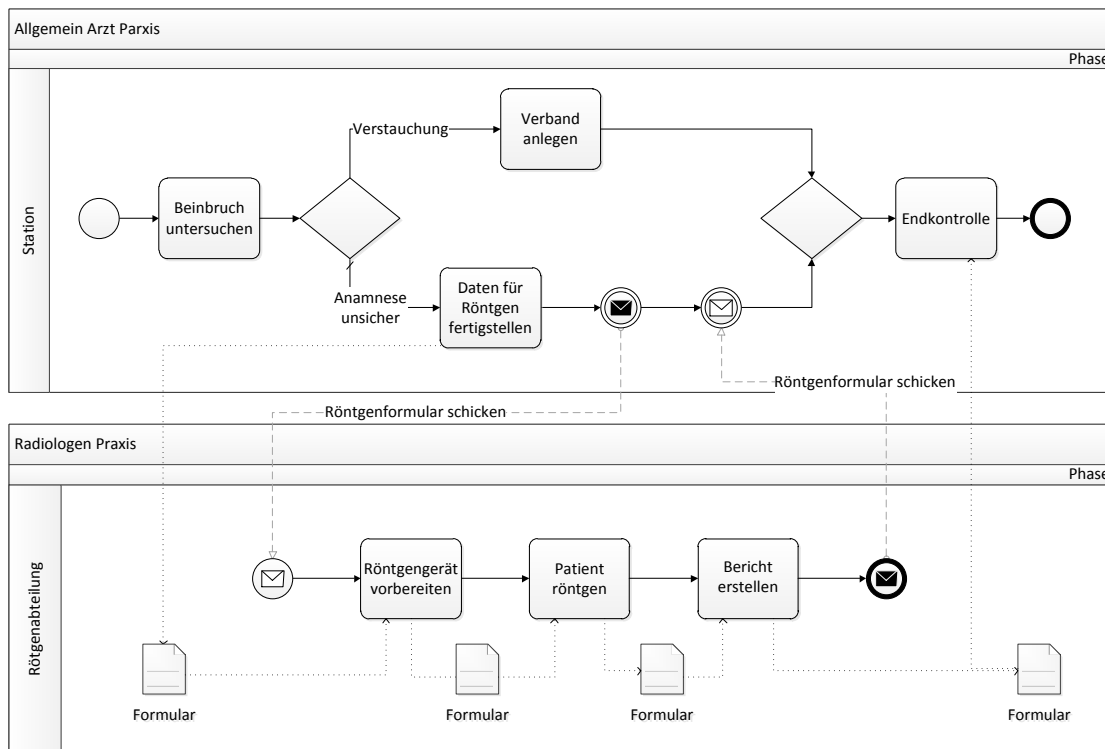 Allgemein Arzt Parxis
Phase
Station
Verstauchung
Verband
anlegen
Beinbruch
untersuchen
Endkontrolle
Anamnese
unsicher
Daten für
Röntgen
fertigstellen
Röntgenformular schicken
Röntgenformular schicken
Radiologen Praxis
Phase
Rötgenabteilung
Röntgengerät
vorbereiten
Patient
röntgen
Bericht
erstellen
Formular
Formular
Formular
Formular